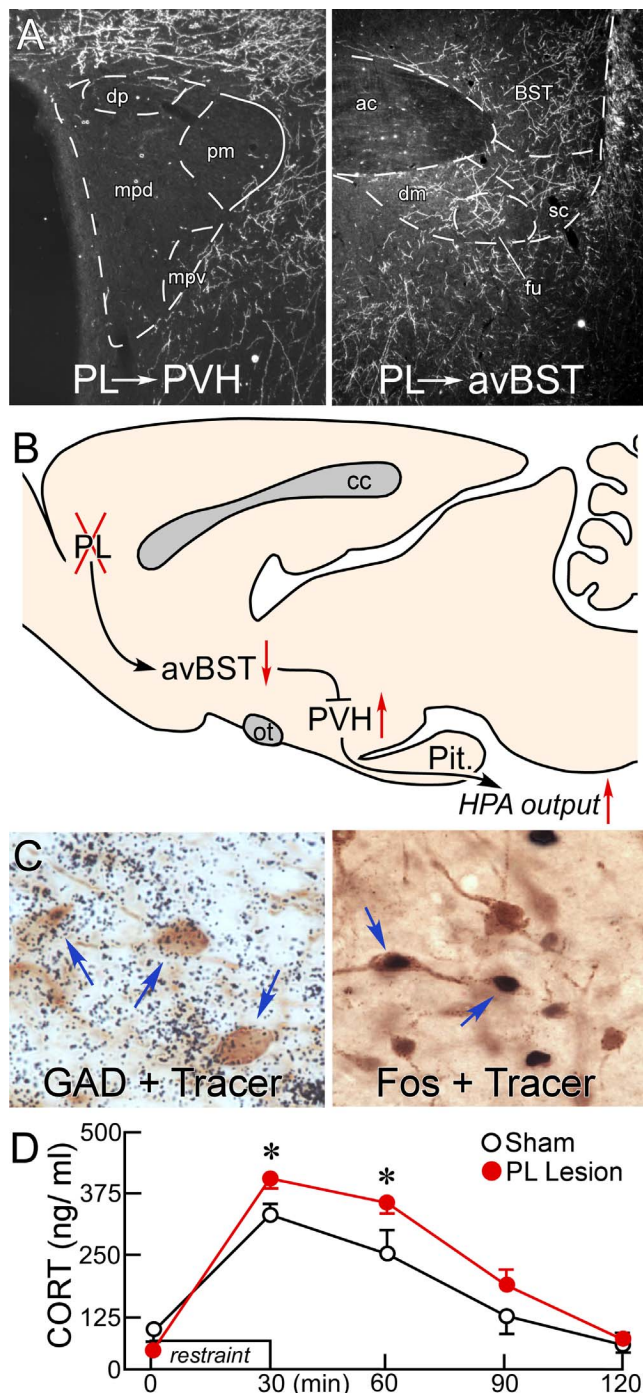 A
dp
pm
mpd
mpv
PL→PVH
ac
BST
dm
sc
fu
PL→avBST
B
cc
PL
avBST
PVH
ot
Pit.
HPA output
C
GAD + Tracer
Fos + Tracer
D
500
375
250
125
0
CORT (ng/ ml)
* *
Sham
PL Lesion
restraint
0 30 (min) 60 90 120